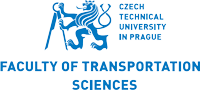 CZECH
TECHNICAL
UNIVERSITY
IN PRAGUE
FACULTY OF TRANSPORTATION
SCIENCES